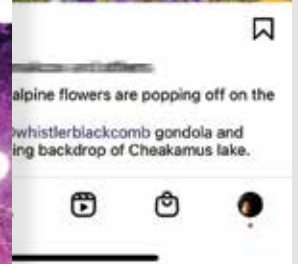 alpine flowers are popping off on the
whistlerblackcomb gondola and
ing backdrop of Cheakamus lake.